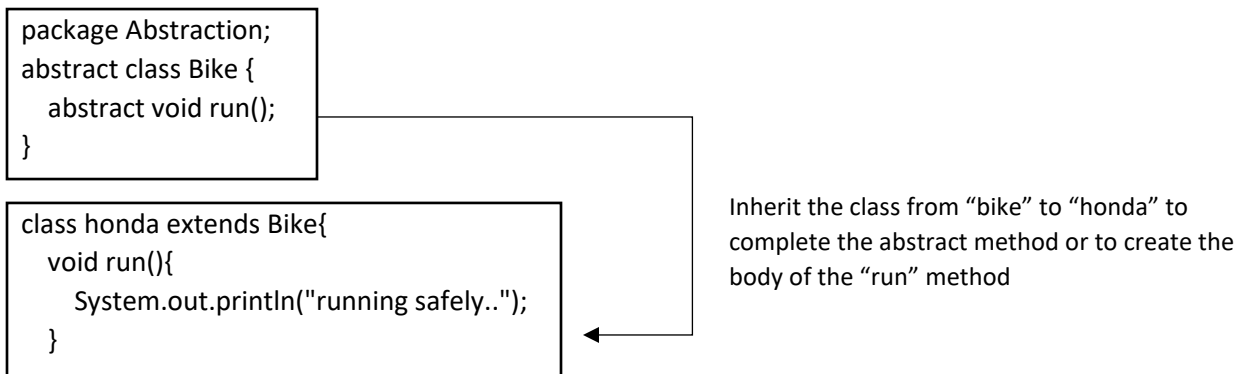 package Abstraction;
abstract class Bike {
abstract void run();
}
class honda extends Bike{
void run(){
System.out.println("running safely..");
}
Inherit the class from “bike” to “honda” to
complete the abstract method or to create the
body of the “run” method